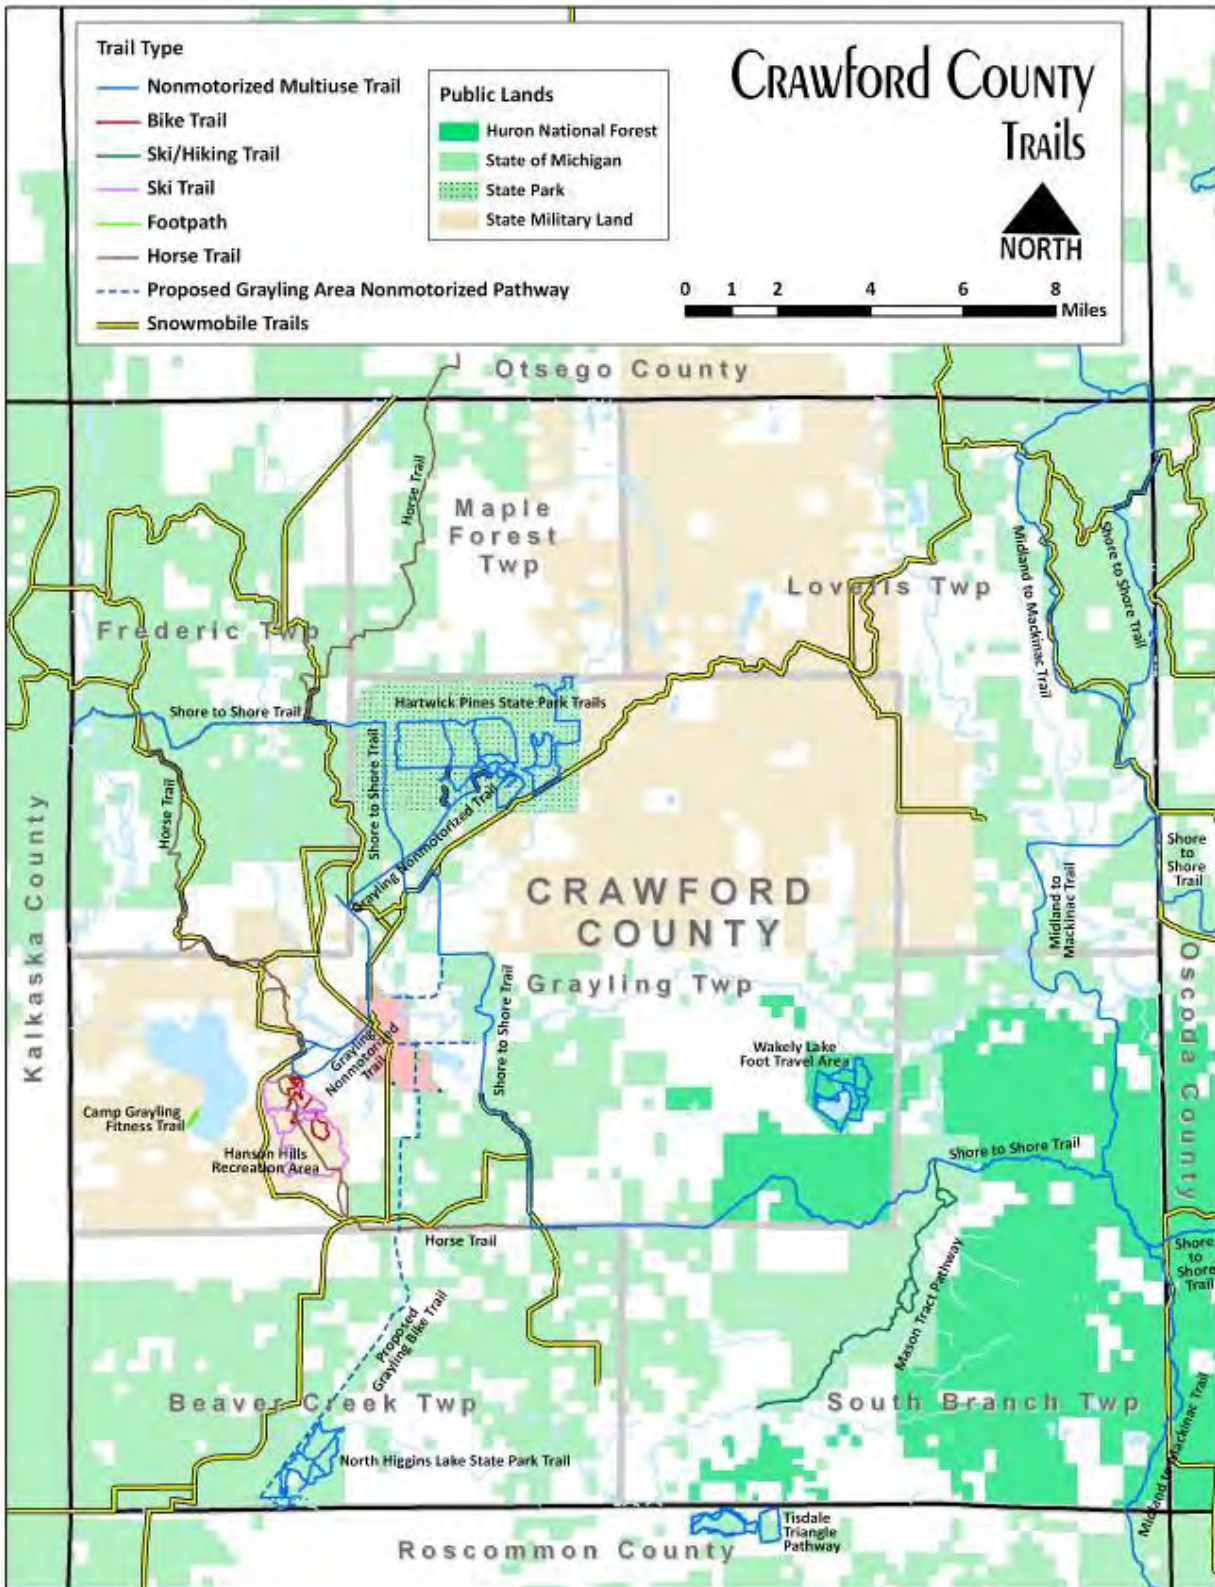 Trail Type
Nonmotorized Multiuse Trail
Bike Trail
Ski/Hiking Trail
Ski Trail
Footpath
Horse Trail
Proposed Grayling Area Nonmotorized Pathway
Snowmobile Trails
Public Lands
Huron National Forest
State of Michigan
State Park
State Military Land
Crawford County
Trails
NORTH
0 1 2 4 6 8
Miles
Otsego County
Horse Trail
Maple
Forest
Twp
Lovells Twp
Midland to Mackinac Trail
Shore to Shore Trail
Frederic Twp
Shore to Shore Trail
Hartwick Pines State Park Trails
Shore to Shore Trail
Horse Trail
Grayling Nonmotorized Trail
Kalkaska County
CRAWFORD
COUNTY
Shore
to
Shore
Trail
Midland to
Mackinac Trail
Grayling Twp
Shore to Shore Trail
Oscoda County
Grayling
Nonmotorized
Trail
Wakely Lake
Foot Travel Area
Camp Grayling
Fitness Trail
Hanson Hills
Recreation Area
Shore to Shore Trail
Horse Trail
Shore
to
Shore
Trail
Mason Tract Pathway
Proposed
Grayling Bike Trail
Beaver Creek Twp
South Branch Twp
Midland to Mackinac Trail
North Higgins Lake State Park Trail
Tisdale
Triangle
Pathway
Roscommon County